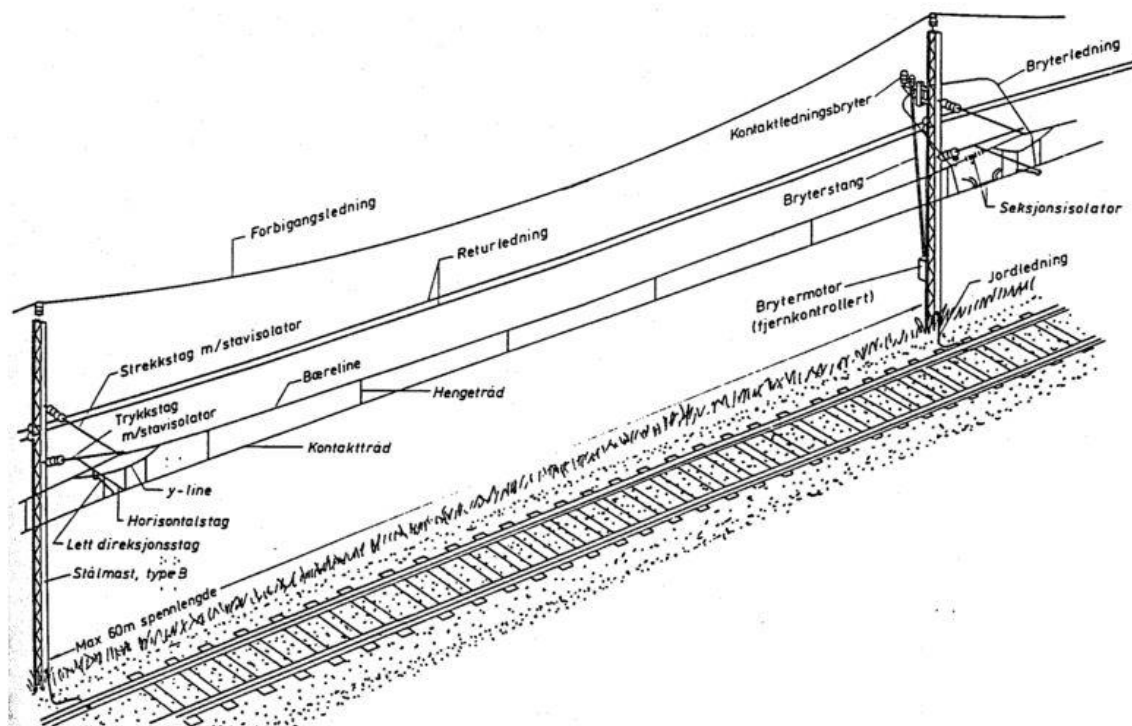 Bryterledning
Kontaktledningsbryter
Forbigangsledning
Bryterstang
Seksjonsisolator
Returledning
Jordledning
Brytermotor
(fjernkontrollert)
Strekkstag m/stavisolator
Bæreline
Hengetråd
Trykkstag
m/stavisolator
Kontakttråd
y-line
Horisontalstag
Lett direksjonsstag
Stålmast, type B
Max 60m spennlengde